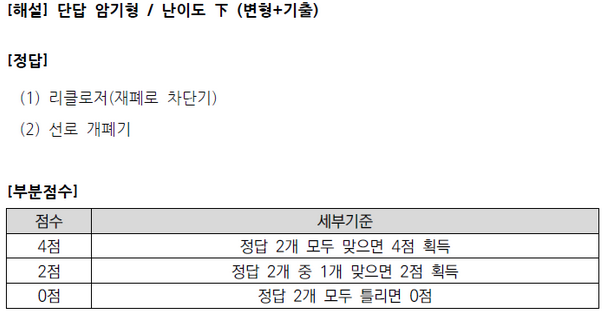 [해설] 단답 암기형 / 난이도 下 (변형+기출)
[정답]
(1) 리클로저(재폐로 차단기)
(2) 선로 개폐기
[부분점수]
점수 세부기준
4점 정답 2개 모두 맞으면 4점 획득
2점 정답 2개 중 1개 맞으면 2점 획득
0점 정답 2개 모두 틀리면 0점